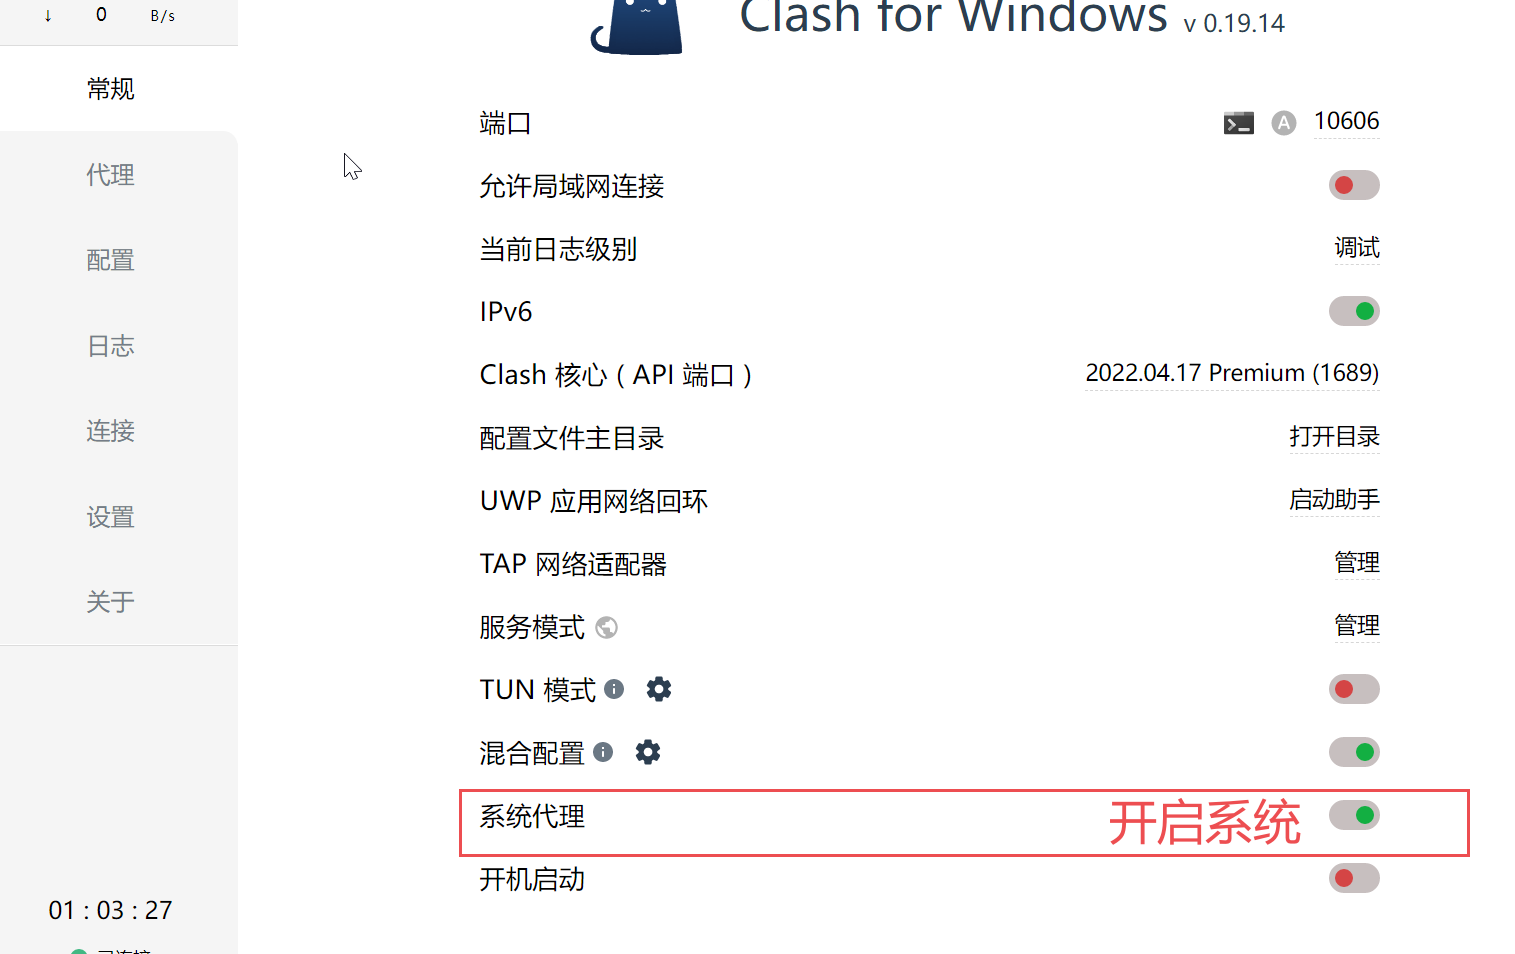 ↓ 0 B/s
常规
代理
配置
日志
连接
设置
关于
01 : 03 : 27
已连接
Clash for Windows v 0.19.14
端口 A 10606
允许局域网连接
当前日志级别 调试
IPv6
Clash 核心 ( API 端口 ) 2022.04.17 Premium (1689)
配置文件主目录 打开目录
UWP 应用网络回环 启动助手
TAP 网络适配器 管理
服务模式 管理
TUN 模式
混合配置
系统代理 开启系统
开机启动